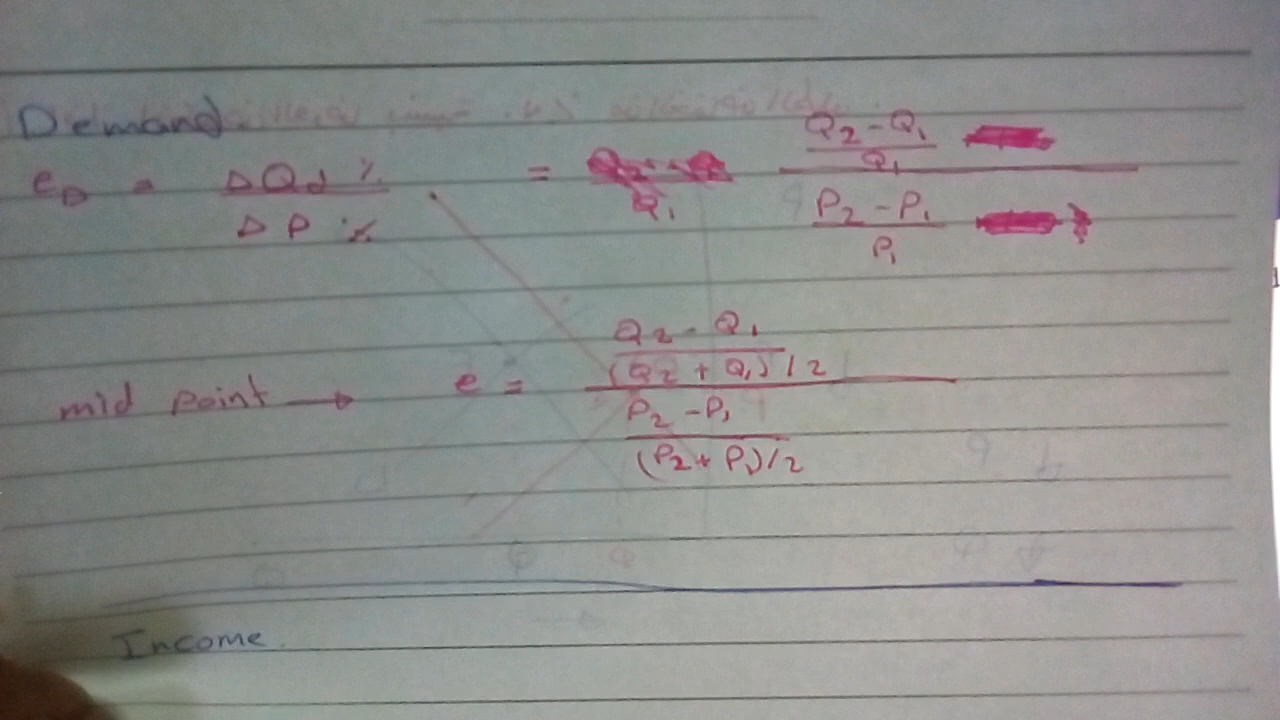 Demand
e_D = ΔQd % / ΔP % = ((Q₂ - Q₁) / Q₁) / ((P₂ - P₁) / P₁)
mid point → e = ((Q₂ - Q₁) / ((Q₂ + Q₁) / 2)) / ((P₂ - P₁) / ((P₂ + P₁) / 2))
Income.